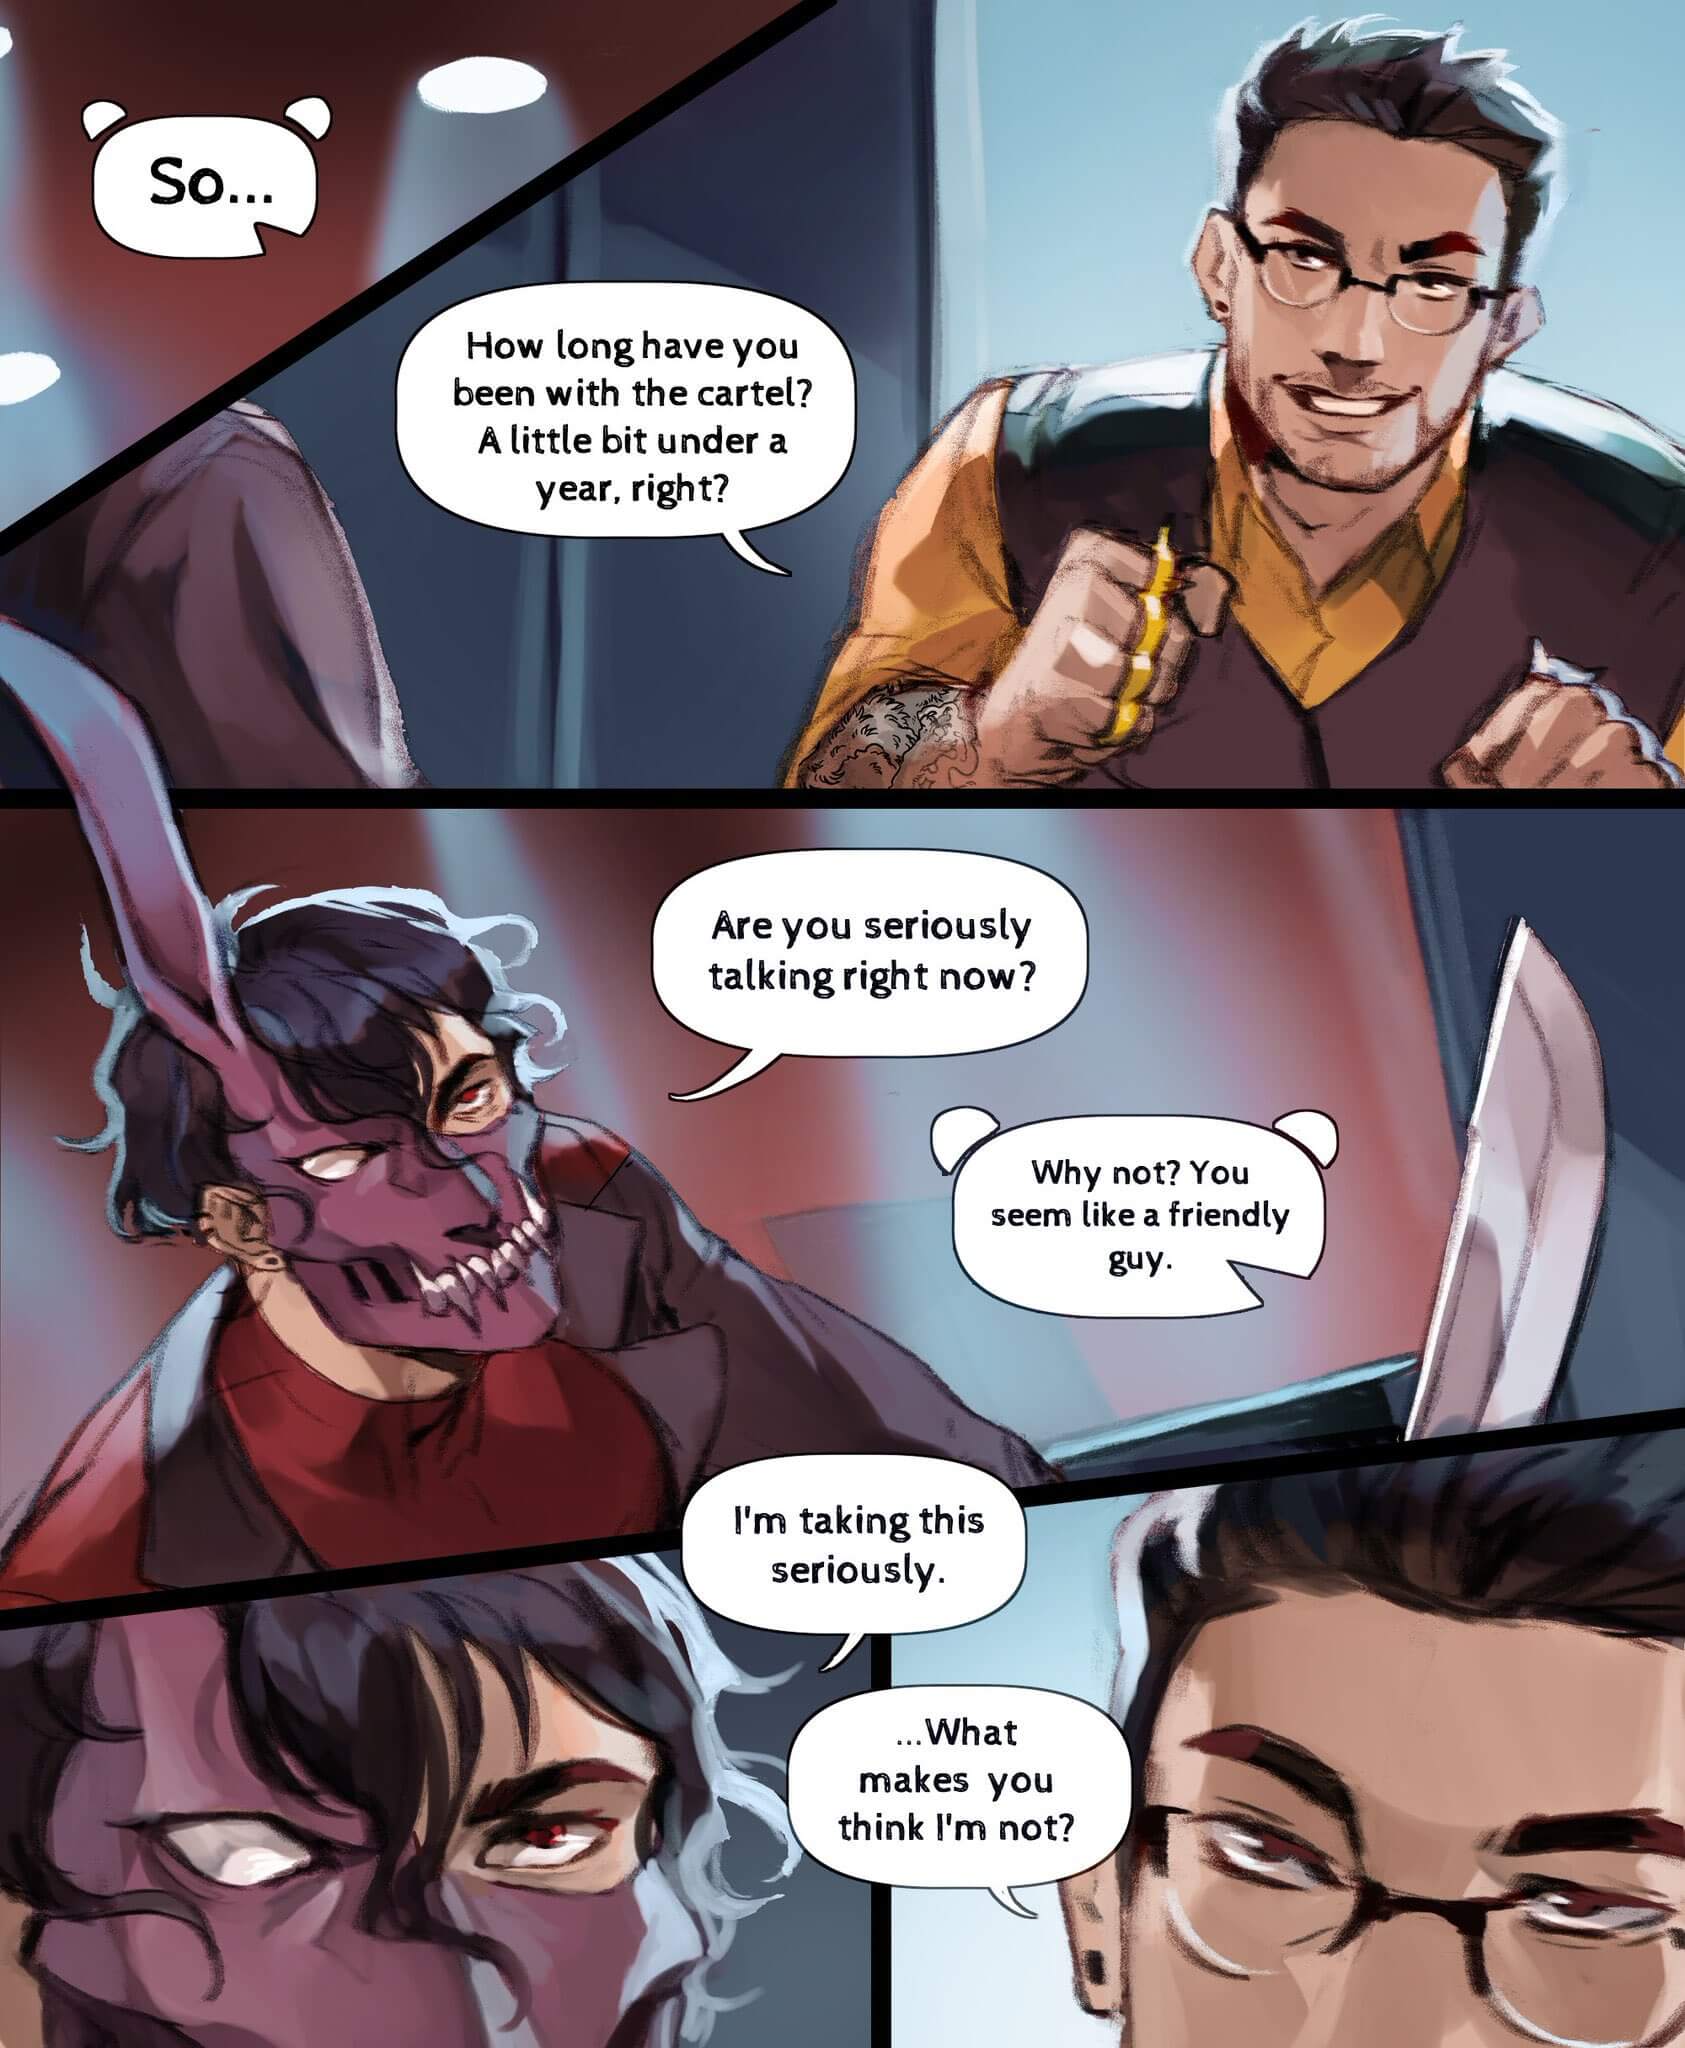 So...
How long have you
been with the cartel?
A little bit under a
year, right?
Are you seriously
talking right now?
Why not? You
seem like a friendly
guy.
I'm taking this
seriously.
...What
makes you
think I'm not?